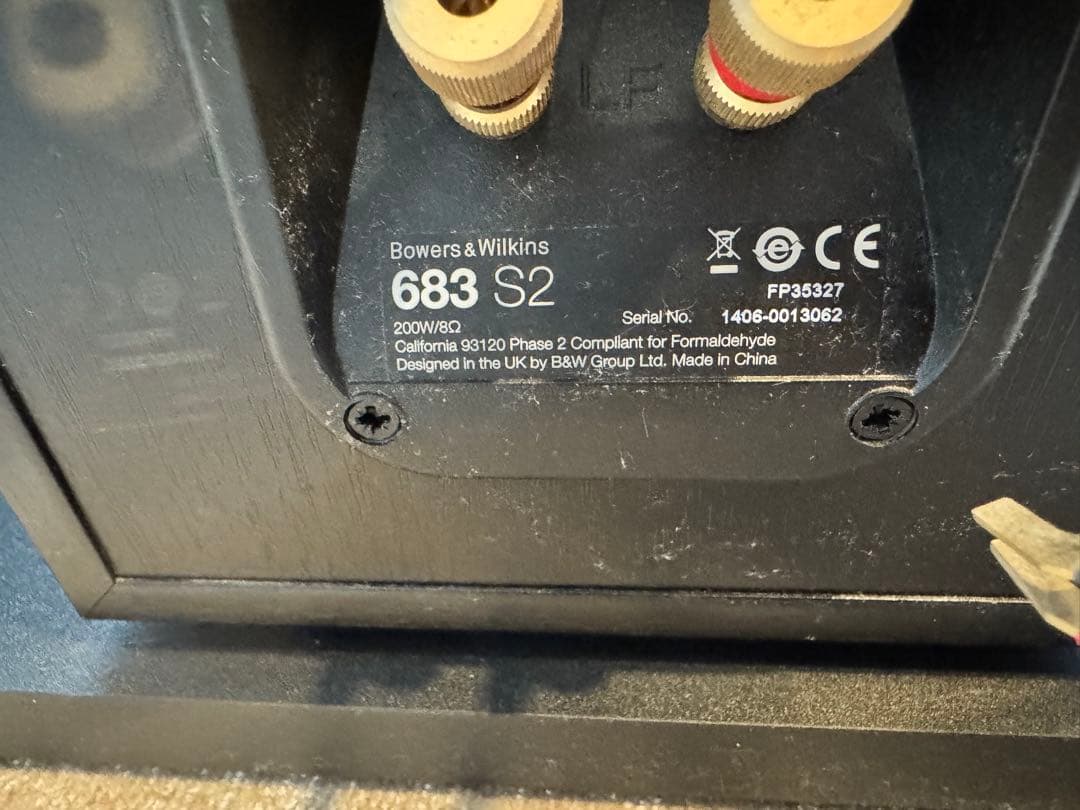 LF
Bowers & Wilkins
683 S2
FP35327
200W/8Ω
Serial No. 1406-0013062
California 93120 Phase 2 Compliant for Formaldehyde
Designed in the UK by B&W Group Ltd. Made in China